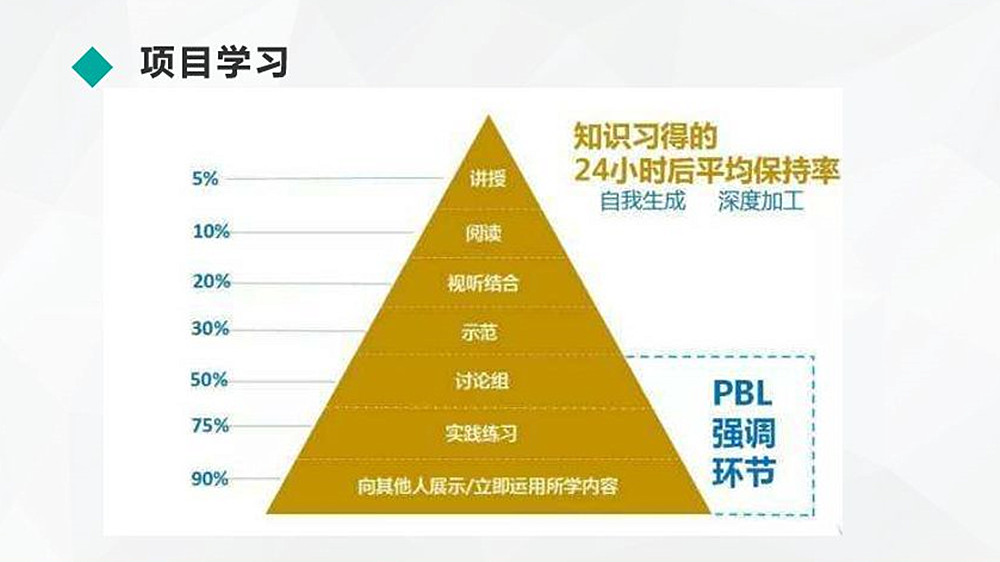 项目学习
知识习得的
24小时后平均保持率
自我生成 深度加工
5% 讲授
10% 阅读
20% 视听结合
30% 示范
50% 讨论组
75% 实践练习
90% 向其他人展示/立即运用所学内容
PBL
强调
环节